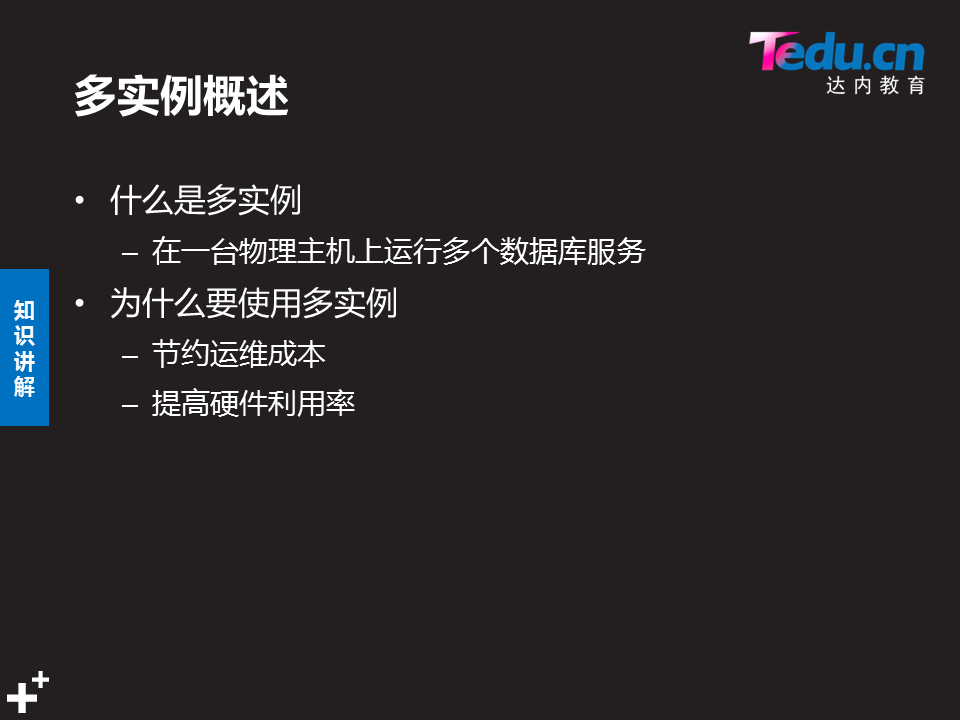 Tedu.cn
达内教育
多实例概述
• 什么是多实例
– 在一台物理主机上运行多个数据库服务
• 为什么要使用多实例
– 节约运维成本
– 提高硬件利用率
知识讲解